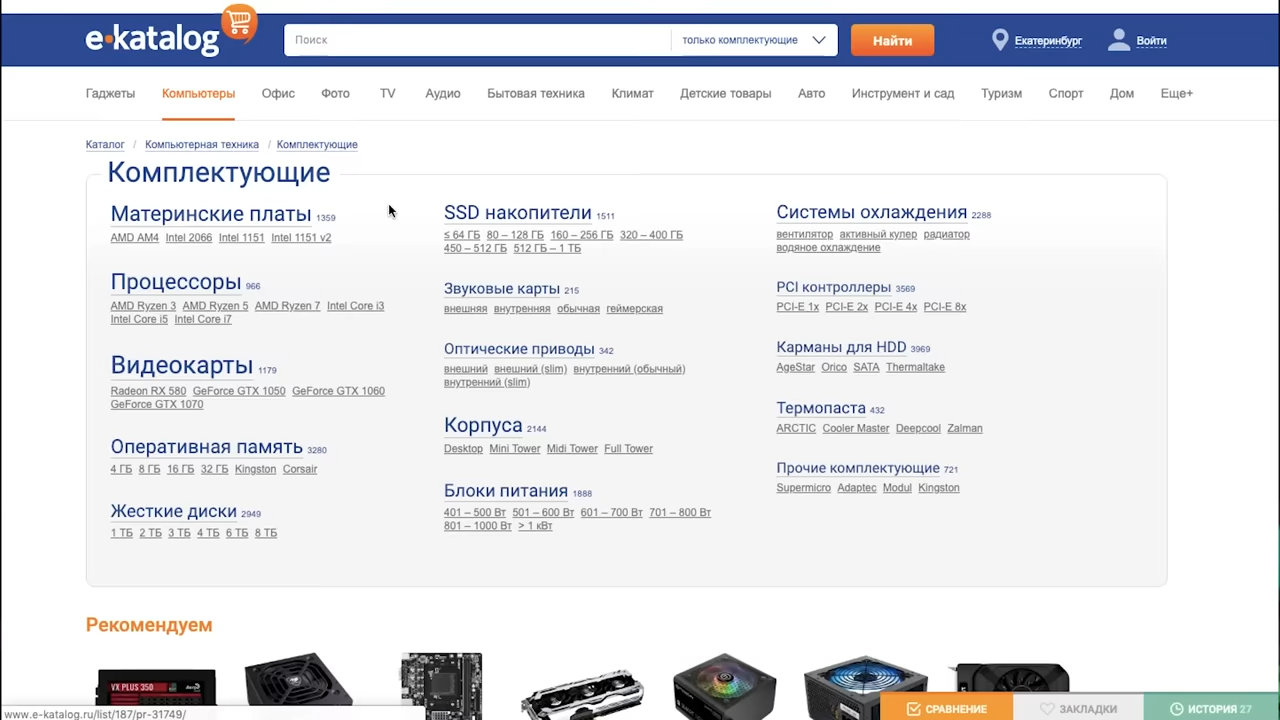 e·katalog
Поиск
только комплектующие
Найти
Екатеринбург
Войти
Гаджеты Компьютеры Офис Фото TV Аудио Бытовая техника Климат Детские товары Авто Инструмент и сад Туризм Спорт Дом Еще+
Каталог / Компьютерная техника / Комплектующие
Комплектующие
Материнские платы 1359
AMD AM4 Intel 2066 Intel 1151 Intel 1151 v2
Процессоры 966
AMD Ryzen 3 AMD Ryzen 5 AMD Ryzen 7 Intel Core i3
Intel Core i5 Intel Core i7
Видеокарты 1179
Radeon RX 580 GeForce GTX 1050 GeForce GTX 1060
GeForce GTX 1070
Оперативная память 3280
4 ГБ 8 ГБ 16 ГБ 32 ГБ Kingston Corsair
Жесткие диски 2949
1 ТБ 2 ТБ 3 ТБ 4 ТБ 6 ТБ 8 ТБ
SSD накопители 1511
≤ 64 ГБ 80 – 128 ГБ 160 – 256 ГБ 320 – 400 ГБ
450 – 512 ГБ 512 ГБ – 1 ТБ
Звуковые карты 215
внешняя внутренняя обычная геймерская
Оптические приводы 342
внешний внешний (slim) внутренний (обычный)
внутренний (slim)
Корпуса 2144
Desktop Mini Tower Midi Tower Full Tower
Блоки питания 1888
401 – 500 Вт 501 – 600 Вт 601 – 700 Вт 701 – 800 Вт
801 – 1000 Вт > 1 кВт
Системы охлаждения 2288
вентилятор активный кулер радиатор
водяное охлаждение
PCI контроллеры 3569
PCI-E 1x PCI-E 2x PCI-E 4x PCI-E 8x
Карманы для HDD 3969
AgeStar Orico SATA Thermaltake
Термопаста 432
ARCTIC Cooler Master Deepcool Zalman
Прочие комплектующие 721
Supermicro Adaptec Modul Kingston
Рекомендуем
VX PLUS 350
www.e-katalog.ru/list/187/pr-31749/
СРАВНЕНИЕ
ЗАКЛАДКИ
ИСТОРИЯ 27